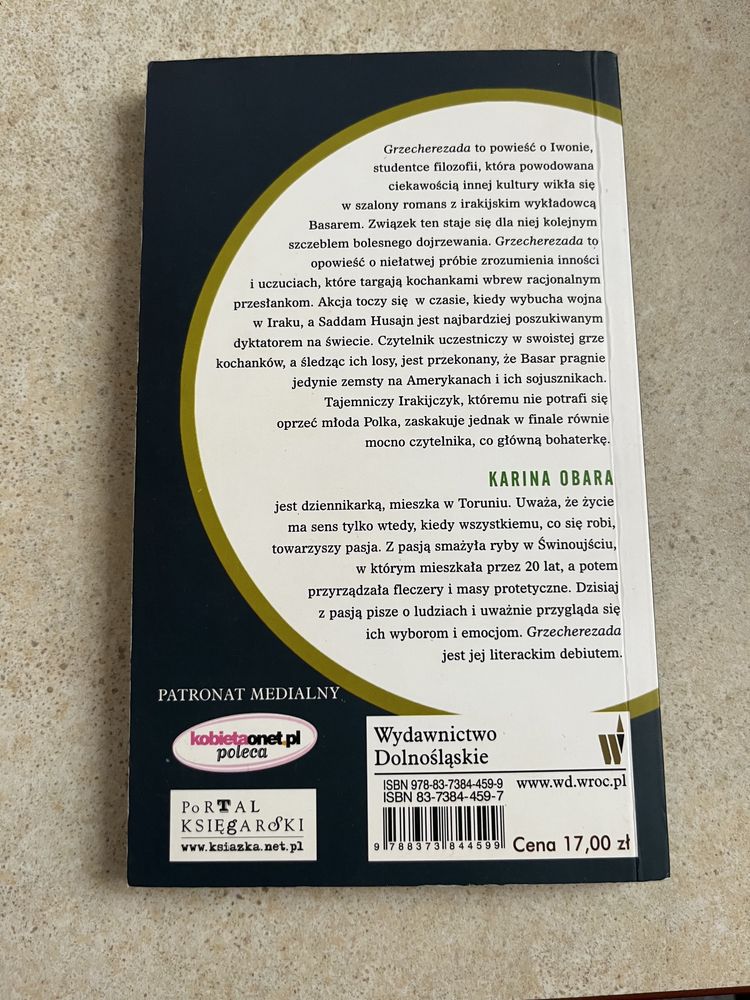 Grzecherezada to powieść o Iwonie,
studentce filozofii, która powodowana
ciekawością innej kultury wikła się
w szalony romans z irakijskim wykładowcą
Basarem. Związek ten staje się dla niej kolejnym
szczeblem bolesnego dojrzewania. Grzecherezada to
opowieść o niełatwej próbie zrozumienia inności
i uczuciach, które targają kochankami wbrew racjonalnym
przesłankom. Akcja toczy się w czasie, kiedy wybucha wojna
w Iraku, a Saddam Husajn jest najbardziej poszukiwanym
dyktatorem na świecie. Czytelnik uczestniczy w swoistej grze
kochanków, a śledząc ich losy, jest przekonany, że Basar pragnie
jedynie zemsty na Amerykanach i ich sojusznikach.
Tajemniczy Irakijczyk, któremu nie potrafi się
oprzeć młoda Polka, zaskakuje jednak w finale równie
mocno czytelnika, co główną bohaterkę.
KARINA OBARA
jest dziennikarką, mieszka w Toruniu. Uważa, że życie
ma sens tylko wtedy, kiedy wszystkiemu, co się robi,
towarzyszy pasja. Z pasją smażyła ryby w Świnoujściu,
w którym mieszkała przez 20 lat, a potem
przyrządzała fleczery i masy protetyczne. Dzisiaj
z pasją pisze o ludziach i uważnie przygląda się
ich wyborom i emocjom. Grzecherezada
jest jej literackim debiutem.
PATRONAT MEDIALNY
kobietaonet.pl
poleca
PoRTAL
KSIĘgARSKI
www.ksiazka.net.pl
Wydawnictwo
Dolnośląskie
W
ISBN 978-83-7384-459-9
ISBN 83-7384-459-7
www.wd.wroc.pl
9 788373 844599
Cena 17,00 zł